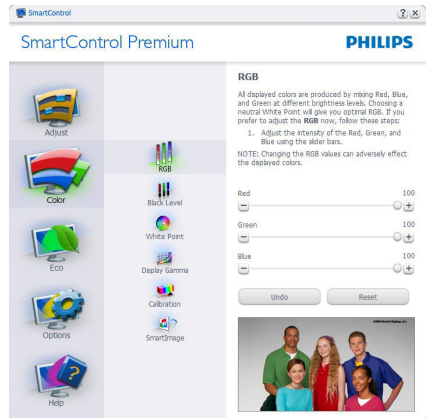 SmartControl
SmartControl Premium
PHILIPS
Adjust
Color
Eco
Options
Help
RGB
Black Level
White Point
Display Gamma
Calibration
SmartImage
RGB
All displayed colors are produced by mixing Red, Blue,
and Green at different brightness levels. Choosing a
neutral White Point will give you optimal RGB. If you
prefer to adjust the RGB now, follow these steps:
1. Adjust the intensity of the Red, Green, and
Blue using the slider bars.
NOTE: Changing the RGB values can adversely effect
the displayed colors.
Red 100
Green 100
Blue 100
Undo Reset